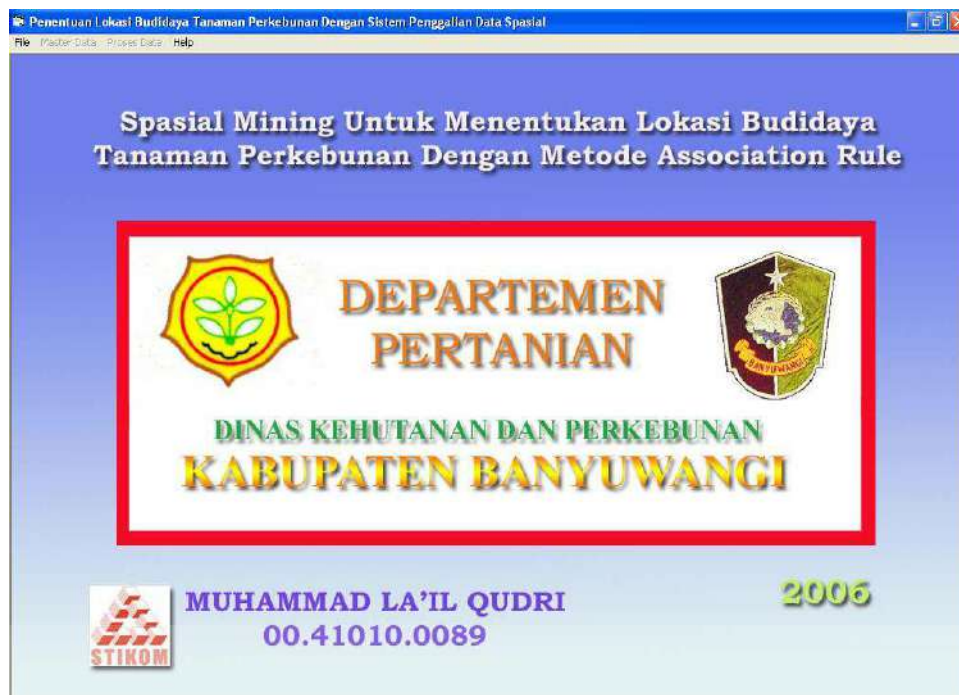 Penentuan Lokasi Budidaya Tanaman Perkebunan Dengan Sistem Penggalian Data Spasial
File Master Data Proses Data Help
Spasial Mining Untuk Menentukan Lokasi Budidaya
Tanaman Perkebunan Dengan Metode Association Rule
DEPARTEMEN
PERTANIAN
BANYUWANGI
DINAS KEHUTANAN DAN PERKEBUNAN
KABUPATEN BANYUWANGI
2006
MUHAMMAD LA'IL QUDRI
00.41010.0089
STIKOM